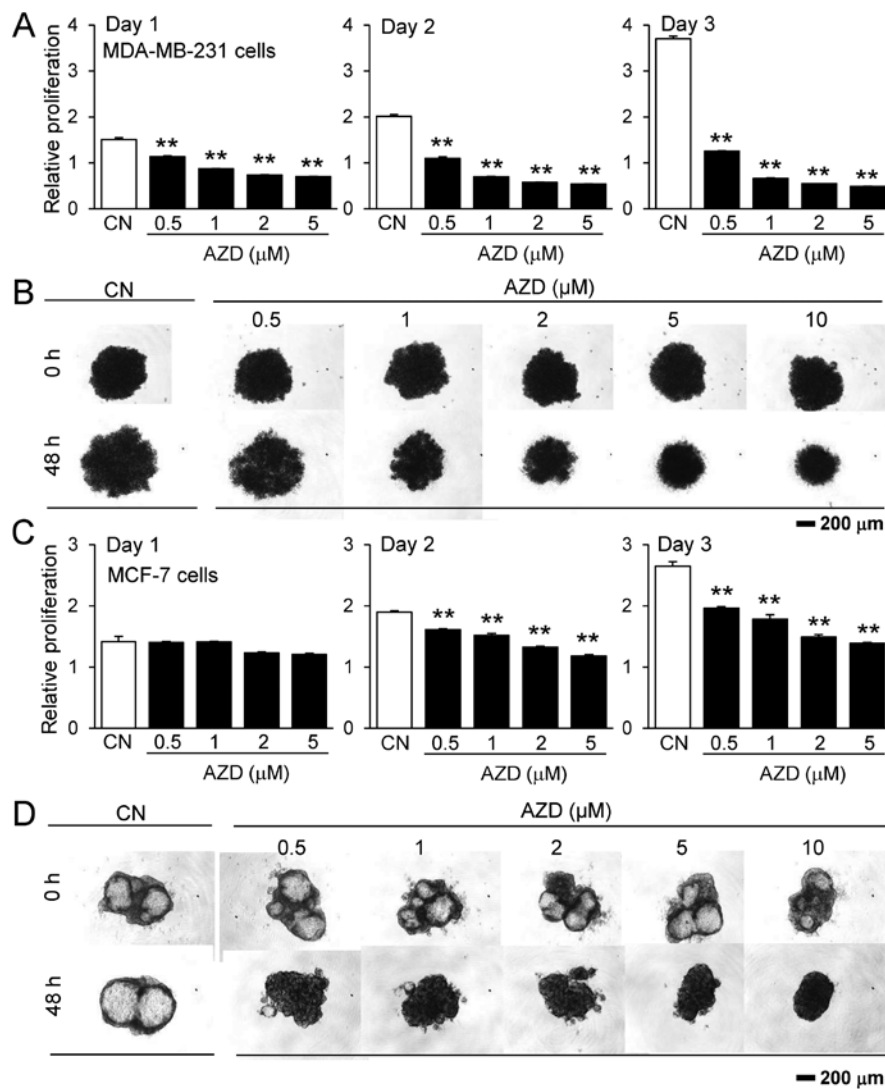 A
Day 1
MDA-MB-231 cells
Day 2
Day 3
Relative proliferation
4 4 4
3 3 3
2 2 2
1 1 1
0 0 0
** ** ** ** ** ** ** ** ** ** ** **
CN 0.5 1 2 5 CN 0.5 1 2 5 CN 0.5 1 2 5
AZD (μM) AZD (μM) AZD (μM)
B
CN AZD (μM)
0.5 1 2 5 10
0 h
48 h
200 μm
C
Day 1
MCF-7 cells
Day 2
Day 3
Relative proliferation
3 3 3
2 2 2
1 1 1
0 0 0
** ** ** ** ** ** ** **
CN 0.5 1 2 5 CN 0.5 1 2 5 CN 0.5 1 2 5
AZD (μM) AZD (μM) AZD (μM)
D
CN AZD (μM)
0.5 1 2 5 10
0 h
48 h
200 μm